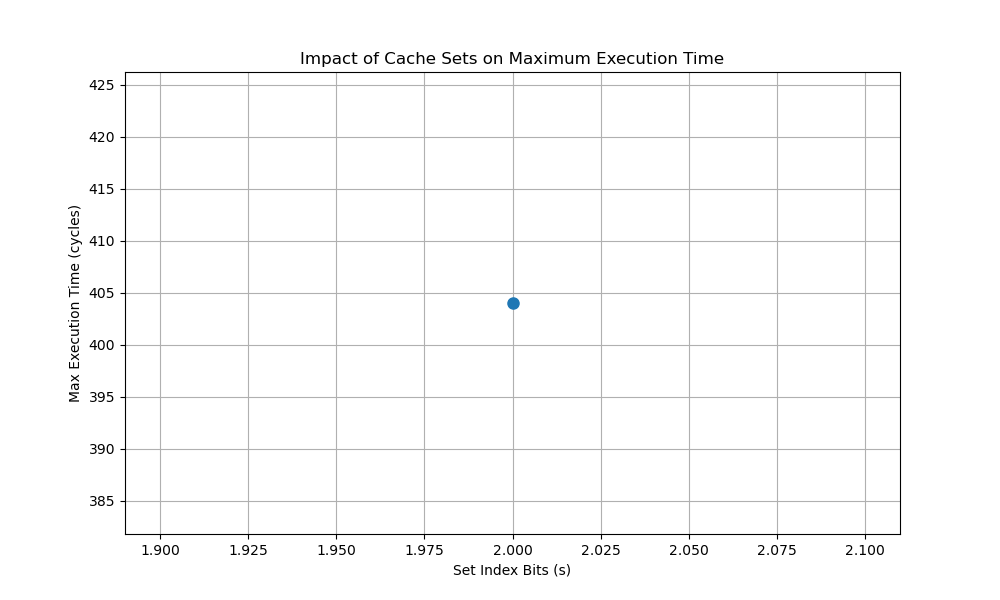 Impact of Cache Sets on Maximum Execution Time
425
420
415
410
405
400
395
390
385
Max Execution Time (cycles)
1.900 1.925 1.950 1.975 2.000 2.025 2.050 2.075 2.100
Set Index Bits (s)